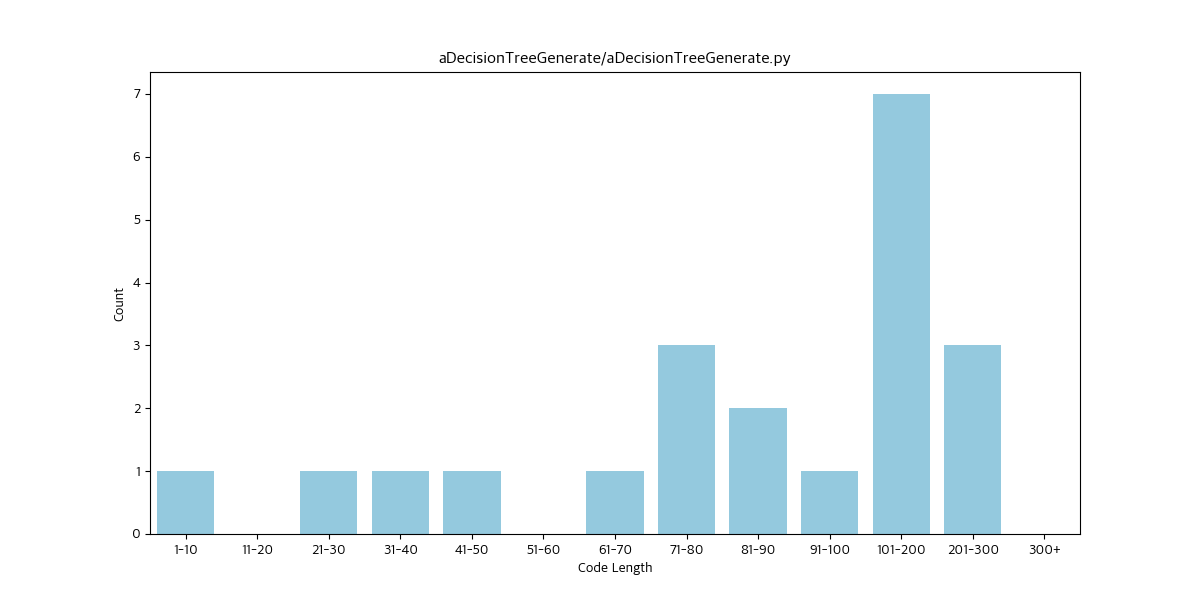 aDecisionTreeGenerate/aDecisionTreeGenerate.py
7
6
5
4
3
2
1
0
Count
1-10 11-20 21-30 31-40 41-50 51-60 61-70 71-80 81-90 91-100 101-200 201-300 300+
Code Length